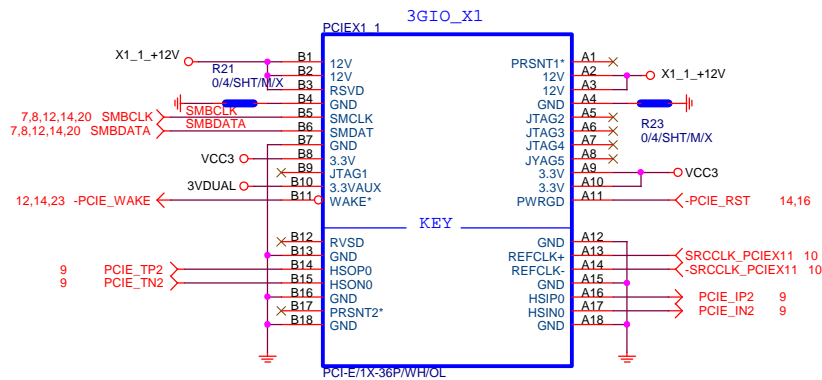 3GIO_X1
PCIEX1_1
X1_1_+12V
R21
0/4/SHT/M/X
B1 12V PRSNT1* A1
B2 12V 12V A2 X1_1_+12V
B3 RSVD 12V A3
B4 GND GND A4
7,8,12,14,20 SMBCLK SMBCLK B5 SMCLK JTAG2 A5
R23
0/4/SHT/M/X
7,8,12,14,20 SMBDATA SMBDATA B6 SMDAT JTAG3 A6
B7 GND JTAG4 A7
VCC3 B8 3.3V JYAG5 A8
B9 JTAG1 3.3V A9 VCC3
3VDUAL B10 3.3VAUX 3.3V A10
12,14,23 -PCIE_WAKE B11 WAKE* PWRGD A11 -PCIE_RST 14,16
KEY
B12 RVSD GND A12
B13 GND REFCLK+ A13 SRCCLK_PCIEX11 10
9 PCIE_TP2 B14 HSOP0 REFCLK- A14 -SRCCLK_PCIEX11 10
9 PCIE_TN2 B15 HSON0 GND A15
B16 GND HSIP0 A16 PCIE_IP2 9
B17 PRSNT2* HSIN0 A17 PCIE_IN2 9
B18 GND GND A18
PCI-E/1X-36P/WH/OL